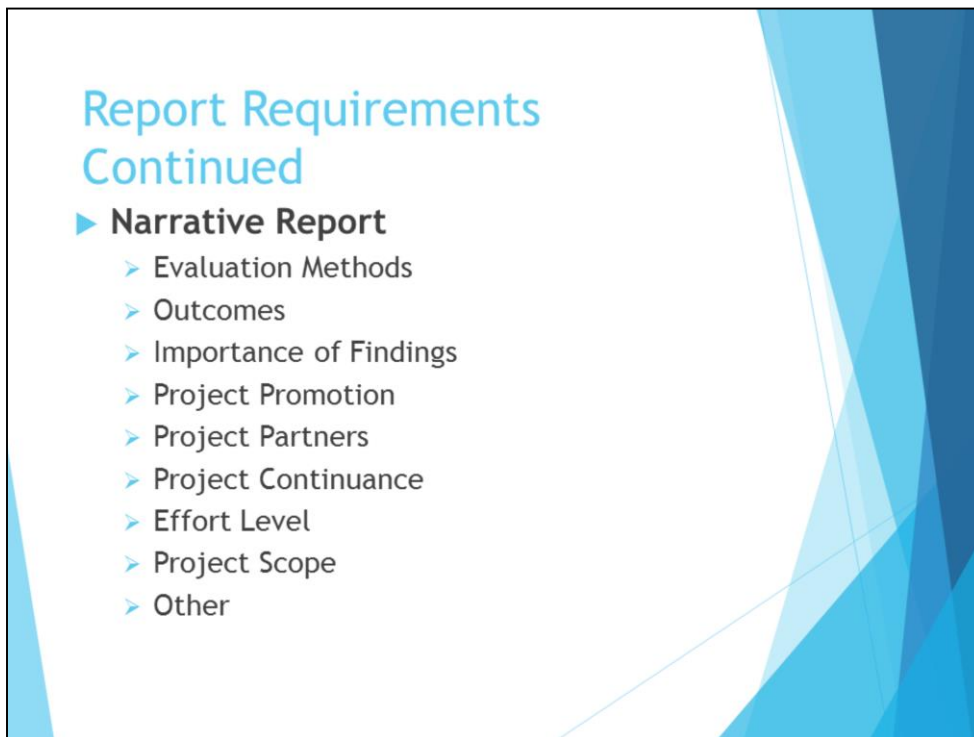 Report Requirements
Continued
Narrative Report
Evaluation Methods
Outcomes
Importance of Findings
Project Promotion
Project Partners
Project Continuance
Effort Level
Project Scope
Other